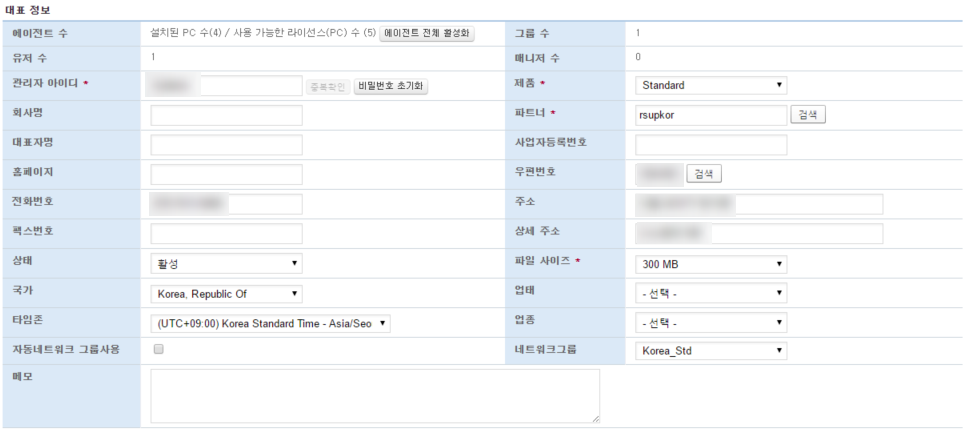 대표 정보
에이전트 수 설치된 PC 수(4) / 사용 가능한 라이선스(PC) 수 (5) 에이전트 전체 활성화 그룹 수 1
유저 수 1 매니저 수 0
관리자 아이디 * 중복확인 비밀번호 초기화 제품 * Standard
회사명 파트너 * rsupkor 검색
대표자명 사업자등록번호
홈페이지 우편번호 검색
전화번호 주소
팩스번호 상세 주소
상태 활성 파일 사이즈 * 300 MB
국가 Korea, Republic Of 업태 - 선택 -
타임존 (UTC+09:00) Korea Standard Time - Asia/Seo 업종 - 선택 -
자동네트워크 그룹사용 네트워크그룹 Korea_Std
메모